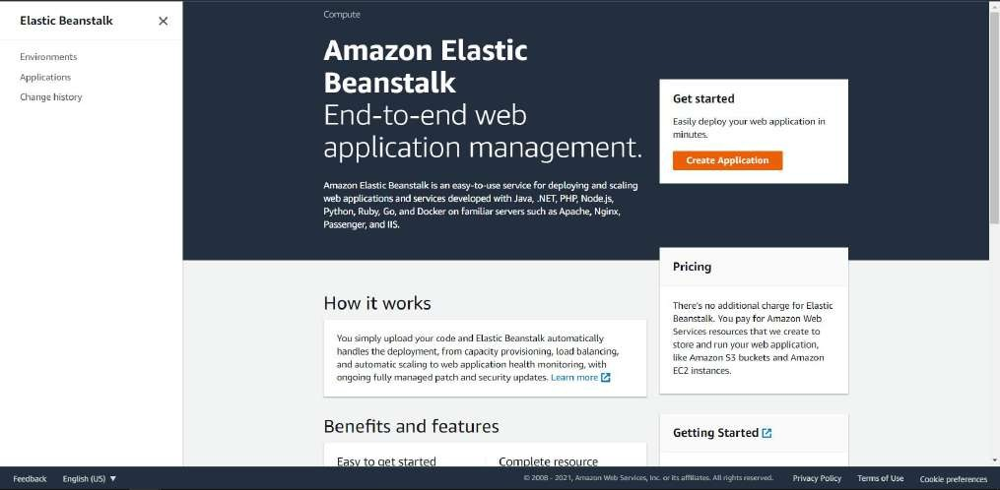 Elastic Beanstalk
Environments
Applications
Change history
Compute
Amazon Elastic
Beanstalk
End-to-end web
application management.
Amazon Elastic Beanstalk is an easy-to-use service for deploying and scaling
web applications and services developed with Java, .NET, PHP, Node.js,
Python, Ruby, Go, and Docker on familiar servers such as Apache, Nginx,
Passenger, and IIS.
Get started
Easily deploy your web application in
minutes.
Create Application
Pricing
There's no additional charge for Elastic
Beanstalk. You pay for Amazon Web
Services resources that we create to
store and run your web application,
like Amazon S3 buckets and Amazon
EC2 instances.
How it works
You simply upload your code and Elastic Beanstalk automatically
handles the deployment, from capacity provisioning, load balancing,
and automatic scaling to web application health monitoring, with
ongoing fully managed patch and security updates. Learn more
Benefits and features
Easy to get started
Complete resource
Getting Started
Feedback
English (US)
© 2008 - 2021, Amazon Web Services, Inc. or its affiliates. All rights reserved.
Privacy Policy
Terms of Use
Cookie preferences